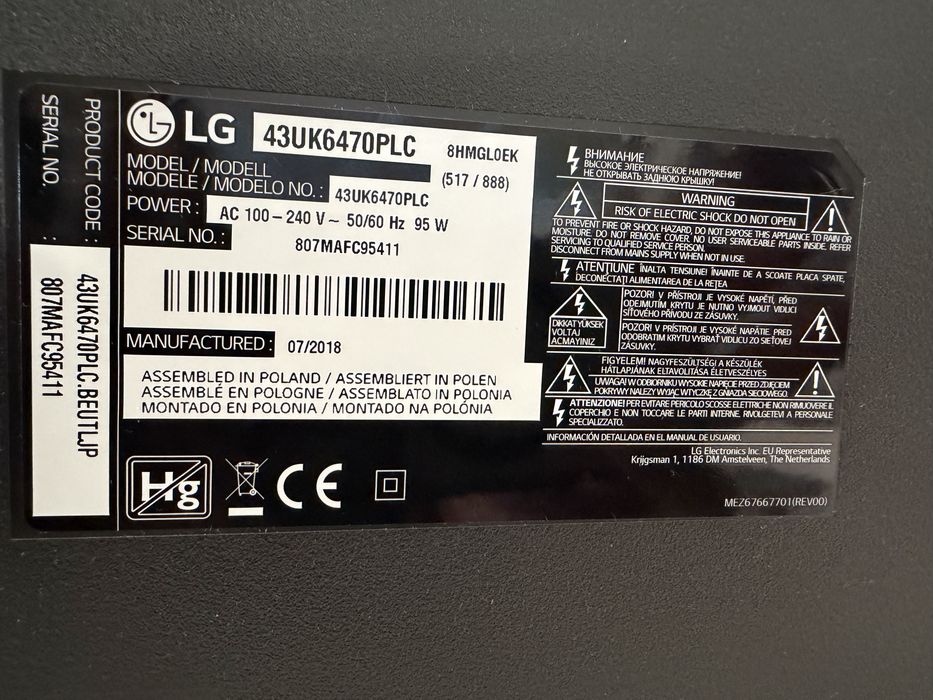 PRODUCT CODE :
SERIAL NO.
43UK6470PLC.BEUTLJP
807MAFC95411
LG
43UK6470PLC
8HMGL0EK
(517 / 888)
MODEL / MODELL
MODELE / MODELO NO. :
43UK6470PLC
POWER :
AC 100 – 240 V ~ 50/60 Hz 95 W
SERIAL NO. :
807MAFC95411
MANUFACTURED :
07/2018
ASSEMBLED IN POLAND / ASSEMBLIERT IN POLEN
ASSEMBLÉ EN POLOGNE / ASSEMBLATO IN POLONIA
MONTADO EN POLONIA / MONTADO NA POLÓNIA
Hg
CE
ВНИМАНИЕ
ВЫСОКОЕ ЭЛЕКТРИЧЕСКОЕ НАПРЯЖЕНИЕ!
НЕ ОТКРЫВАТЬ ЗАДНЮЮ КРЫШКУ!
WARNING
RISK OF ELECTRIC SHOCK DO NOT OPEN
TO PREVENT FIRE OR SHOCK HAZARD, DO NOT EXPOSE THIS APPLIANCE TO RAIN OR
MOISTURE. DO NOT REMOVE COVER. NO USER SERVICEABLE PARTS INSIDE. REFER
SERVICING TO QUALIFIED SERVICE PERSON.
DISCONNECT FROM MAINS SUPPLY WHEN NOT IN USE.
ATENŢIUNE ÎNALTA TENSIUNE! ÎNAINTE DE A SCOATE PLACA SPATE,
DECONECTAŢI ALIMENTAREA DE LA REŢEA
DIKKAT YÜKSEK
VOLTAJ
ACMAYINIZ
POZOR! V PŘÍSTROJI JE VYSOKÉ NAPĚTÍ, PŘED
ODEJMUTÍM KRYTU JE NUTNO VYJMOUT VIDLICI
SÍŤOVÉHO PŘÍVODU ZE ZÁSUVKY.
POZOR! V PRÍSTROJI JE VYSOKÉ NAPÄTIE. PRED
ODOBRATÍM KRYTU VYBRAŤ VIDLICU ZO SIEŤOVEJ
ZÁSUVKY.
FIGYELEM! NAGYFESZÜLTSÉG! A KÉSZÜLÉK
HÁTLAPJÁNAK ELTÁVOLÍTÁSA ÉLETVESZÉLYES
UWAGA! W ODBIORNIKU WYSOKIE NAPIĘCIE PRZED ZDJĘCIEM
POKRYWY NALEŻY WYJĄĆ WTYCZKĘ Z GNIAZDA SIECIOWEGO
ATTENZIONE! PER EVITARE PERICOLO SCOSSE ELETTRICHE NON RIMUOVERE IL
COPERCHIO E NON TOCCARE LE PARTI INTERNE. RIVOLGETEVI A PERSONALE
SPECIALIZZATO.
INFORMACIÓN DETALLADA EN EL MANUAL DE USUARIO.
LG Electronics Inc. EU Representative
Krijgsman 1, 1186 DM Amstelveen, The Netherlands
MEZ67667701(REV00)